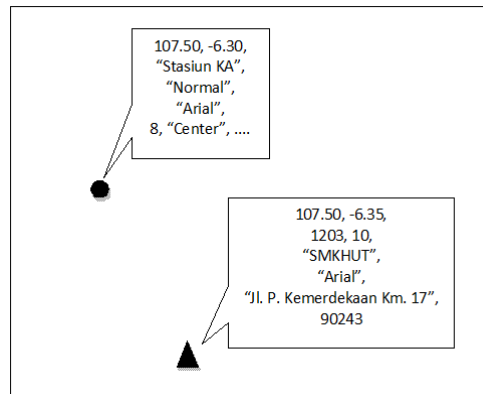 107.50, -6.30,
“Stasiun KA”,
“Normal”,
“Arial”,
8, “Center”, ....
107.50, -6.35,
1203, 10,
“SMKHUT”,
“Arial”,
“Jl. P. Kemerdekaan Km. 17”,
90243